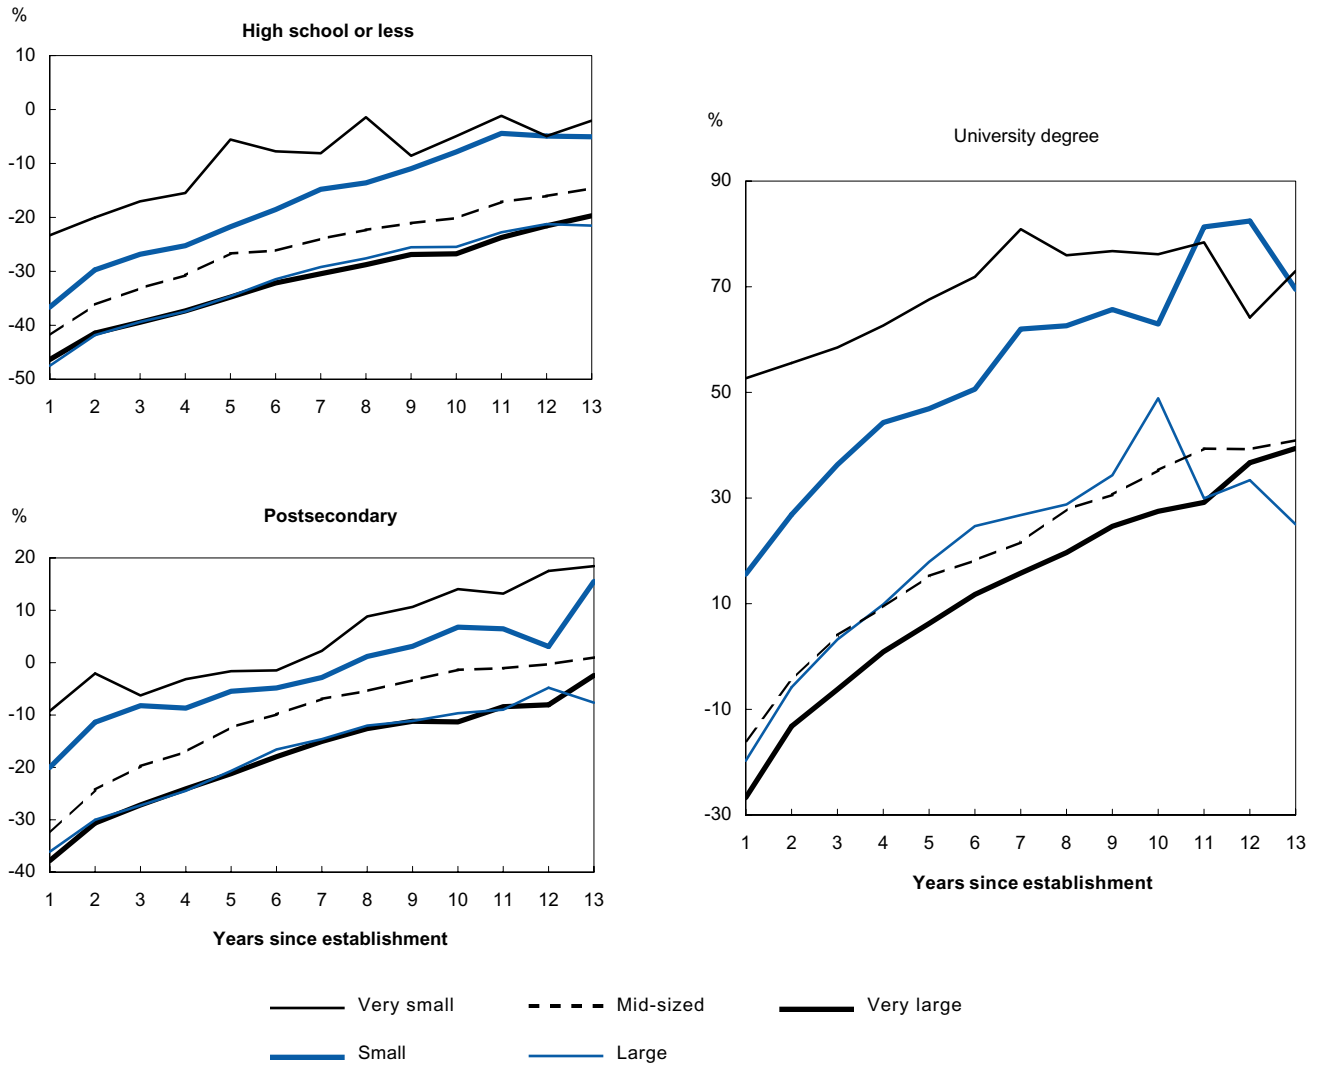 %
High school or less
10
0
-10
-20
-30
-40
-50
1 2 3 4 5 6 7 8 9 10 11 12 13
%
Postsecondary
20
10
0
-10
-20
-30
-40
1 2 3 4 5 6 7 8 9 10 11 12 13
Years since establishment
%
University degree
90
70
50
30
10
-10
-30
1 2 3 4 5 6 7 8 9 10 11 12 13
Years since establishment
Very small Mid-sized Very large
Small Large